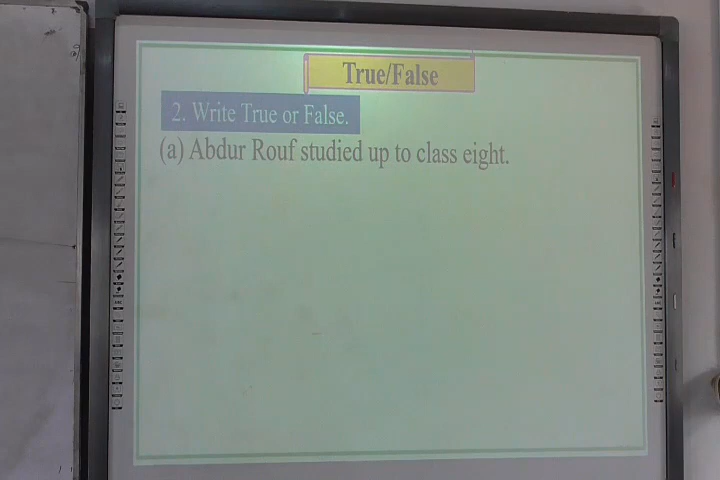 True/False
2. Write True or False.
(a) Abdur Rouf studied up to class eight.